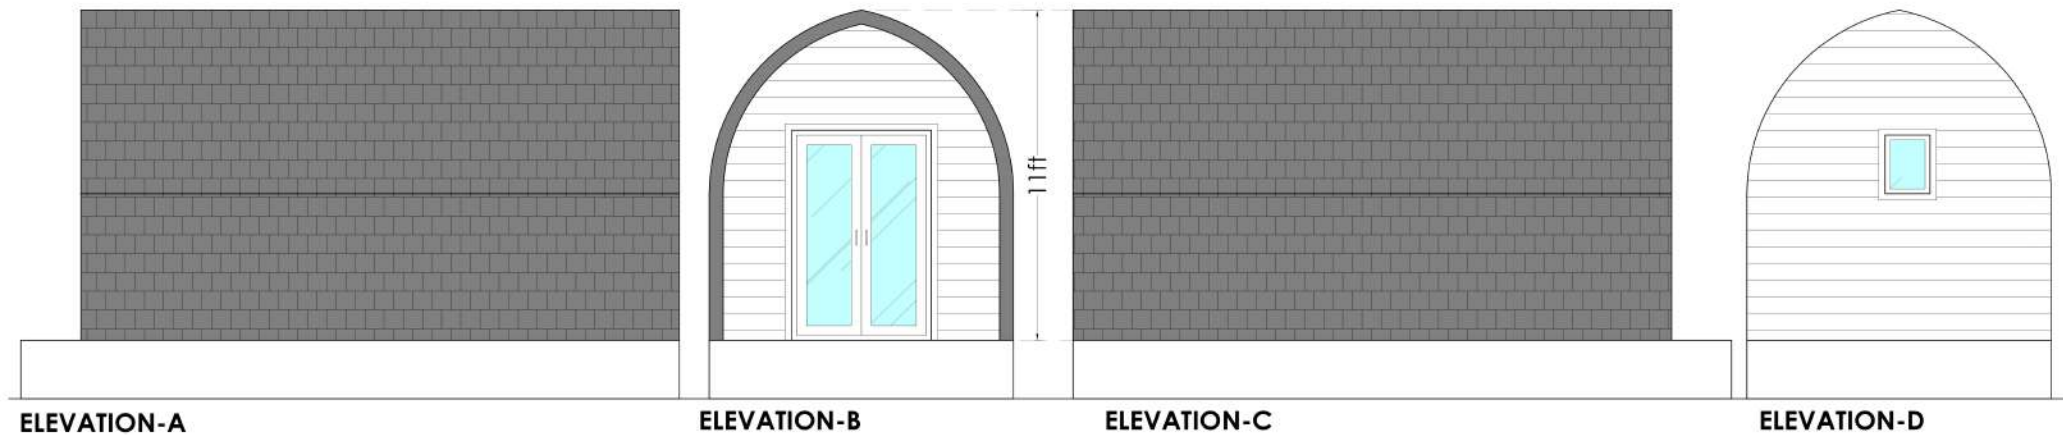 11ft
ELEVATION-A
ELEVATION-B
ELEVATION-C
ELEVATION-D